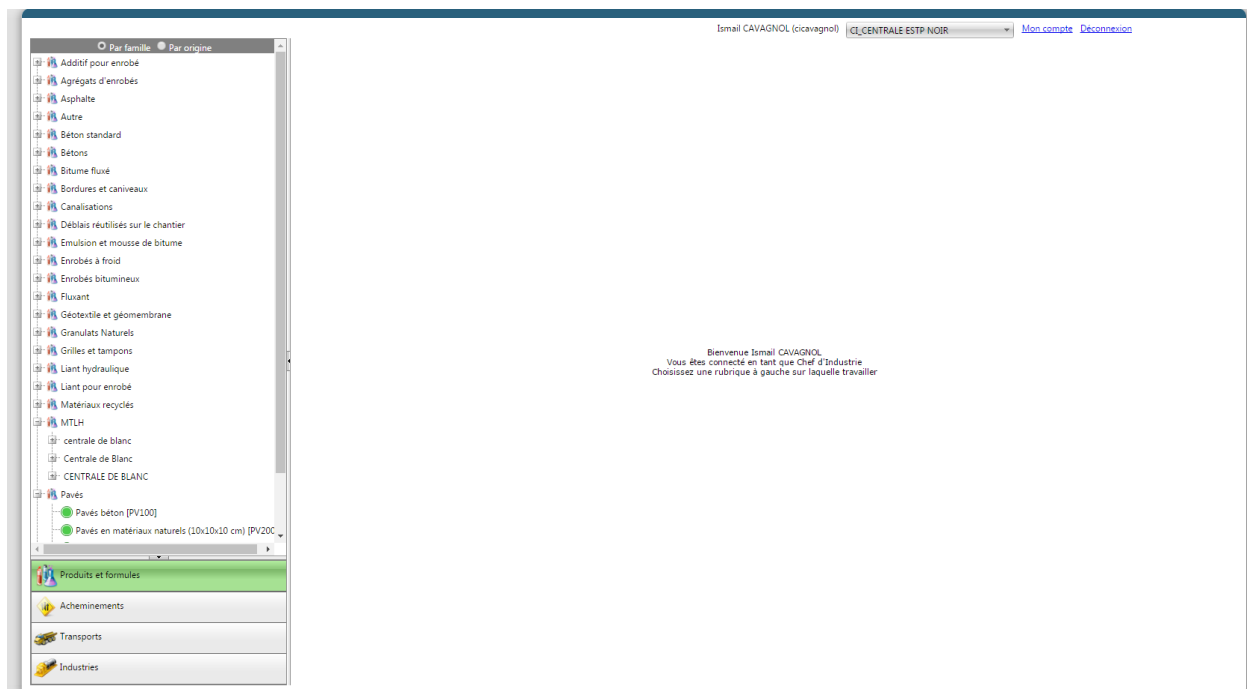 Ismail CAVAGNOL (cicavagnol) CI_CENTRALE ESTP NOIR Mon compte Déconnexion
Par famille Par origine
Additif pour enrobé
Agrégats d'enrobés
Asphalte
Autre
Béton standard
Bétons
Bitume fluxé
Bordures et caniveaux
Canalisations
Déblais réutilisés sur le chantier
Emulsion et mousse de bitume
Enrobés à froid
Enrobés bitumineux
Fluxant
Géotextile et géomembrane
Granulats Naturels
Grilles et tampons
Liant hydraulique
Liant pour enrobé
Matériaux recyclés
MTLH
centrale de blanc
Centrale de Blanc
CENTRALE DE BLANC
Pavés
Pavés béton [PV100]
Pavés en matériaux naturels (10x10x10 cm) [PV200
Produits et formules
Acheminements
Transports
Industries
Bienvenue Ismail CAVAGNOL
Vous êtes connecté en tant que Chef d'Industrie
Choisissez une rubrique à gauche sur laquelle travailler